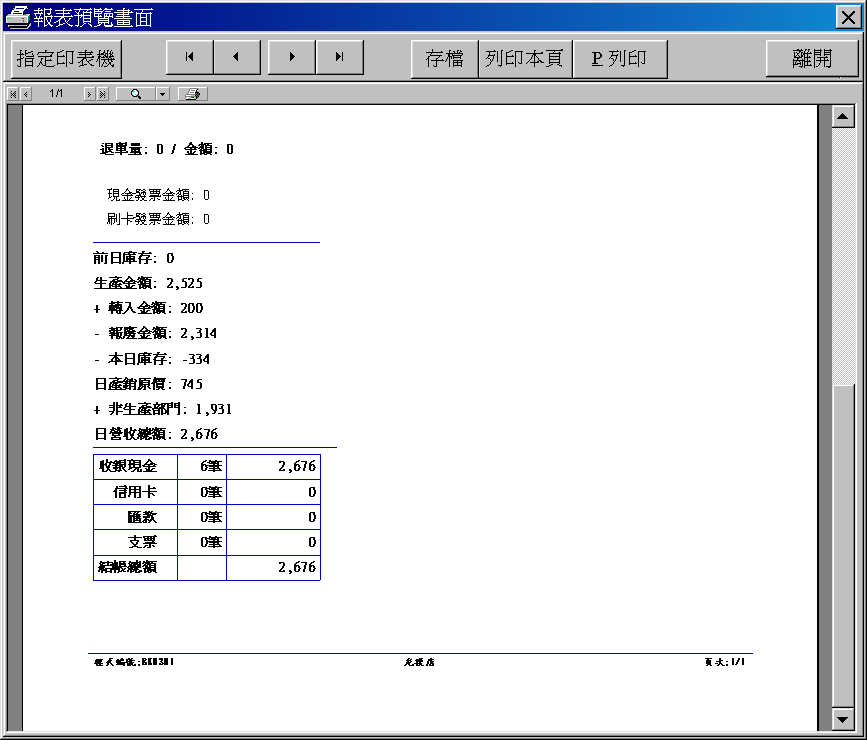 報表預覽畫面
指定印表機 存檔 列印本頁 P 列印 離開
1/1
退單量: 0 / 金額: 0
現金發票金額: 0
刷卡發票金額: 0
前日庫存: 0
生產金額: 2,525
+ 轉入金額: 200
- 報廢金額: 2,314
- 本日庫存: -334
日產銷原價: 745
+ 非生產部門: 1,931
日營收總額: 2,676
收銀現金 6筆 2,676
信用卡 0筆 0
匯款 0筆 0
支票 0筆 0
結帳總額 2,676
程式編號: 頁次:1/1